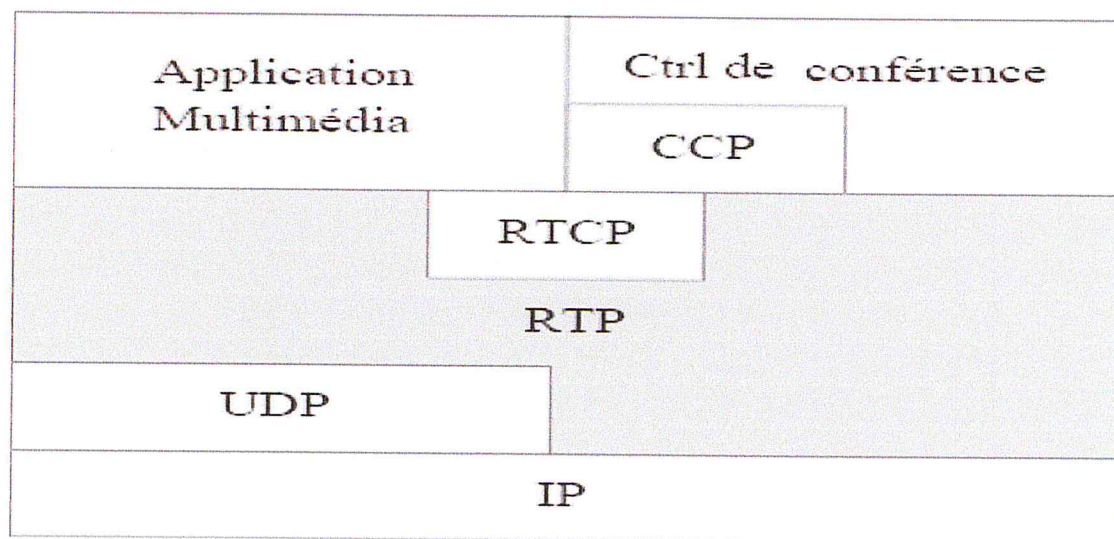 Application
Multimédia
Ctrl de conférence
CCP
RTCP
RTP
UDP
IP